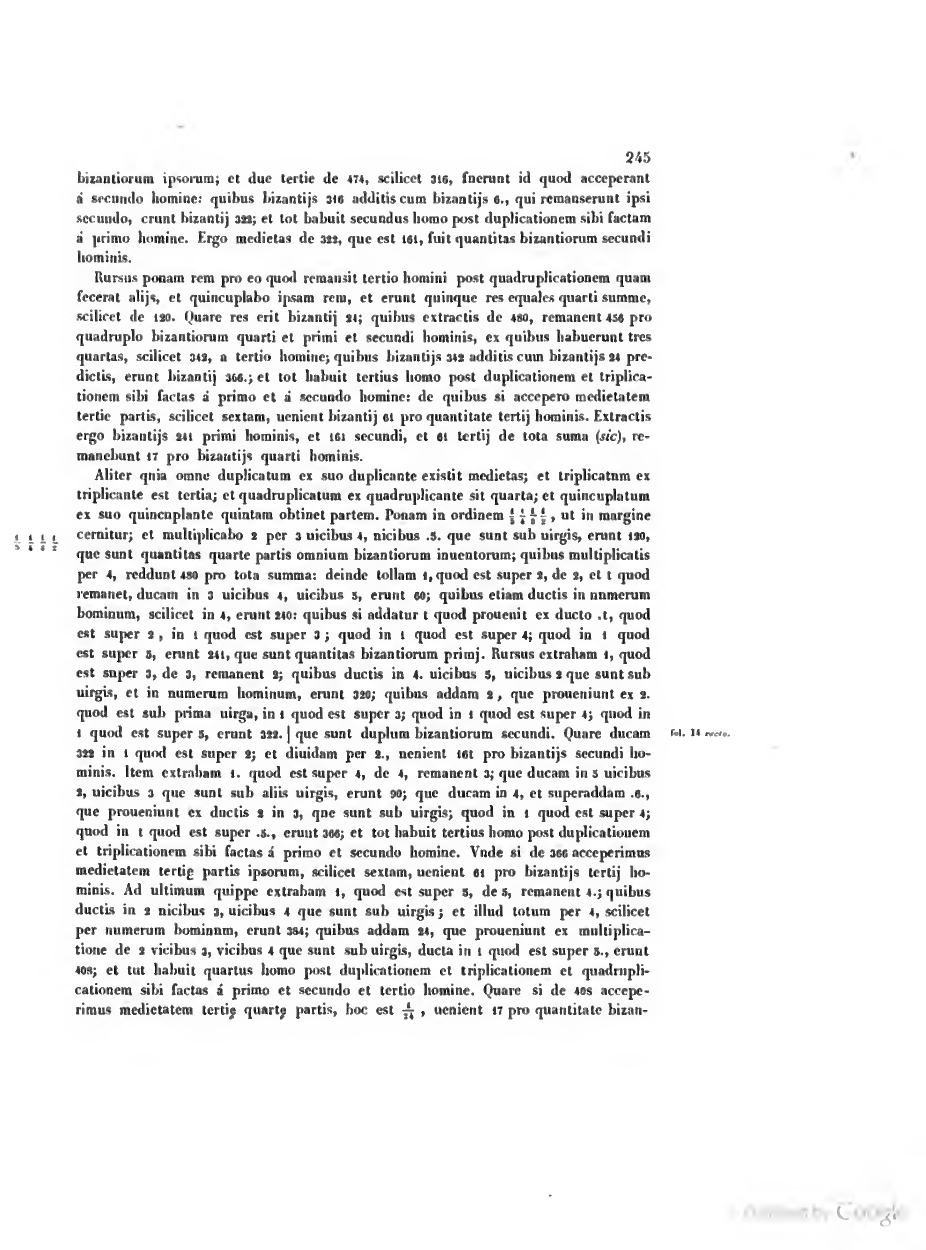 245
bizantiorum ipsorum; et due tertie de 474, scilicet 316, fuerunt id quod acceperant
á secundo homine: quibus bizantijs 316 additis cum bizantijs 6., qui remanserunt ipsi
secundo, erunt bizantij 322; et tot habuit secundus homo post duplicationem sibi factam
á primo homine. Ergo medietas de 322, que est 161, fuit quantitas bizantiorum secundi
hominis.
Rursus ponam rem pro eo quod remansit tertio homini post quadruplicationem quam
fecerat alijs, et quincuplabo ipsam rem, et erunt quinque res equales quarti summe,
scilicet de 120. Quare res erit bizantij 24; quibus extractis de 480, remanent 456 pro
quadruplo bizantiorum quarti et primi et secundi hominis, ex quibus habuerunt tres
quartas, scilicet 342, a tertio homine; quibus bizantijs 342 additis cum bizantijs 24 pre-
dictis, erunt bizantij 366.; et tot habuit tertius homo post duplicationem et triplica-
tionem sibi factas á primo et á secundo homine: de quibus si accepero medietatem
tertie partis, scilicet sextam, uenient bizantij 61 pro quantitate tertij hominis. Extractis
ergo bizantijs 241 primi hominis, et 161 secundi, et 61 tertij de tota suma (sic), re-
manebunt 17 pro bizantijs quarti hominis.
Aliter quia omne duplicatum ex suo duplicante existit medietas; et triplicatum ex
triplicante est tertia; et quadruplicatum ex quadruplicante sit quarta; et quincuplatum
ex suo quincuplante quintam obtinet partem. Ponam in ordinem 1/5 1/4 1/3 1/2, ut in margine
1/5 1/4 1/3 1/2
cernitur; et multiplicabo 2 per 3 uicibus 4, uicibus .5. que sunt sub uirgis, erunt 120,
que sunt quantitas quarte partis omnium bizantiorum inuentorum; quibus multiplicatis
per 4, reddunt 480 pro tota summa: deinde tollam 1, quod est super 2, de 2, et 1 quod
remanet, ducam in 3 uicibus 4, uicibus 5, erunt 60; quibus etiam ductis in numerum
hominum, scilicet in 4, erunt 240: quibus si addatur 1 quod prouenit ex ducto .1, quod
est super 2, in 1 quod est super 3; quod in 1 quod est super 4; quod in 1 quod
est super 5, erunt 241, que sunt quantitas bizantiorum primj. Rursus extraham 1, quod
est super 3, de 3, remanent 2; quibus ductis in 4. uicibus 5, uicibus 2 que sunt sub
uirgis, et in numerum hominum, erunt 320; quibus addam 2, que proueniunt ex 2.
quod est sub prima uirga, in 1 quod est super 3; quod in 1 quod est super 4; quod in
1 quod est super 5, erunt 322. | que sunt duplum bizantiorum secundi. Quare ducam
fol. 14 recto.
322 in 1 quod est super 2; et diuidam per 2., uenient 161 pro bizantijs secundi ho-
minis. Item extraham 1. quod est super 4, de 4, remanent 3; que ducam in 5 uicibus
2, uicibus 3 que sunt sub aliis uirgis, erunt 90; que ducam in 4, et superaddam .6.,
que proueniunt ex ductis 2 in 3, que sunt sub uirgis; quod in 1 quod est super 4;
quod in 1 quod est super .5., erunt 366; et tot habuit tertius homo post duplicationem
et triplicationem sibi factas á primo et secundo homine. Vnde si de 366 acceperimus
medietatem tertię partis ipsorum, scilicet sextam, uenient 61 pro bizantijs tertij ho-
minis. Ad ultimum quippe extraham 1, quod est super 5, de 5, remanent 4.; quibus
ductis in 2 uicibus 3, uicibus 4 que sunt sub uirgis; et illud totum per 4, scilicet
per numerum hominum, erunt 384; quibus addam 24, que proueniunt ex multiplica-
tione de 2 vicibus 3, vicibus 4 que sunt sub uirgis, ducta in 1 quod est super 5., erunt
408; et tut habuit quartus homo post duplicationem et triplicationem et quadrupli-
cationem sibi factas á primo et secundo et tertio homine. Quare si de 408 accepe-
rimus medietatem tertię quartę partis, hoc est 1/24, uenient 17 pro quantitate bizan-
Digitized by Google